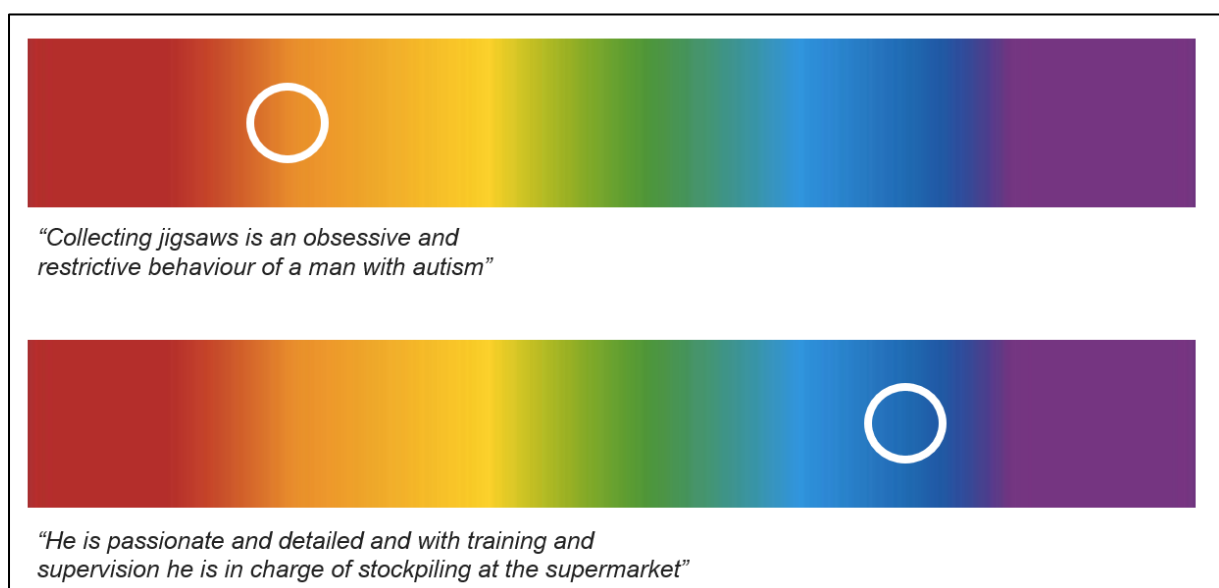 “Collecting jigsaws is an obsessive and
restrictive behaviour of a man with autism”
“He is passionate and detailed and with training and
supervision he is in charge of stockpiling at the supermarket”